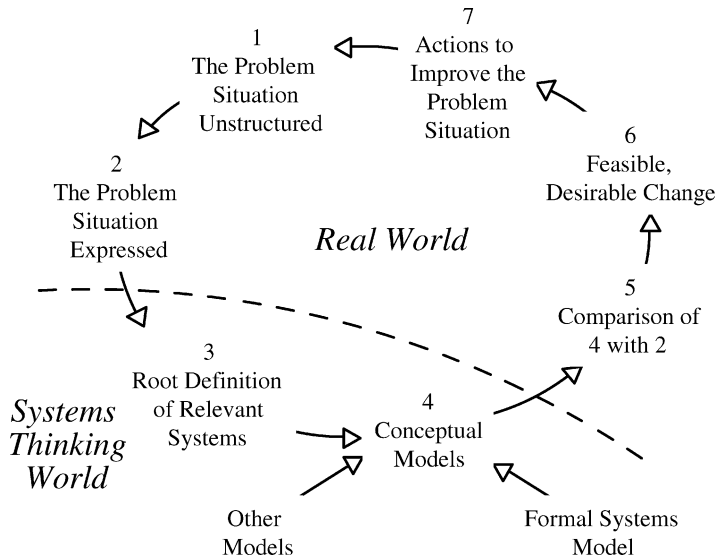 1
The Problem
Situation
Unstructured
2
The Problem
Situation
Expressed
3
Root Definition
of Relevant
Systems
4
Conceptual
Models
5
Comparison of
4 with 2
6
Feasible,
Desirable Change
7
Actions to
Improve the
Problem
Situation
Real World
Systems
Thinking
World
Other
Models
Formal Systems
Model